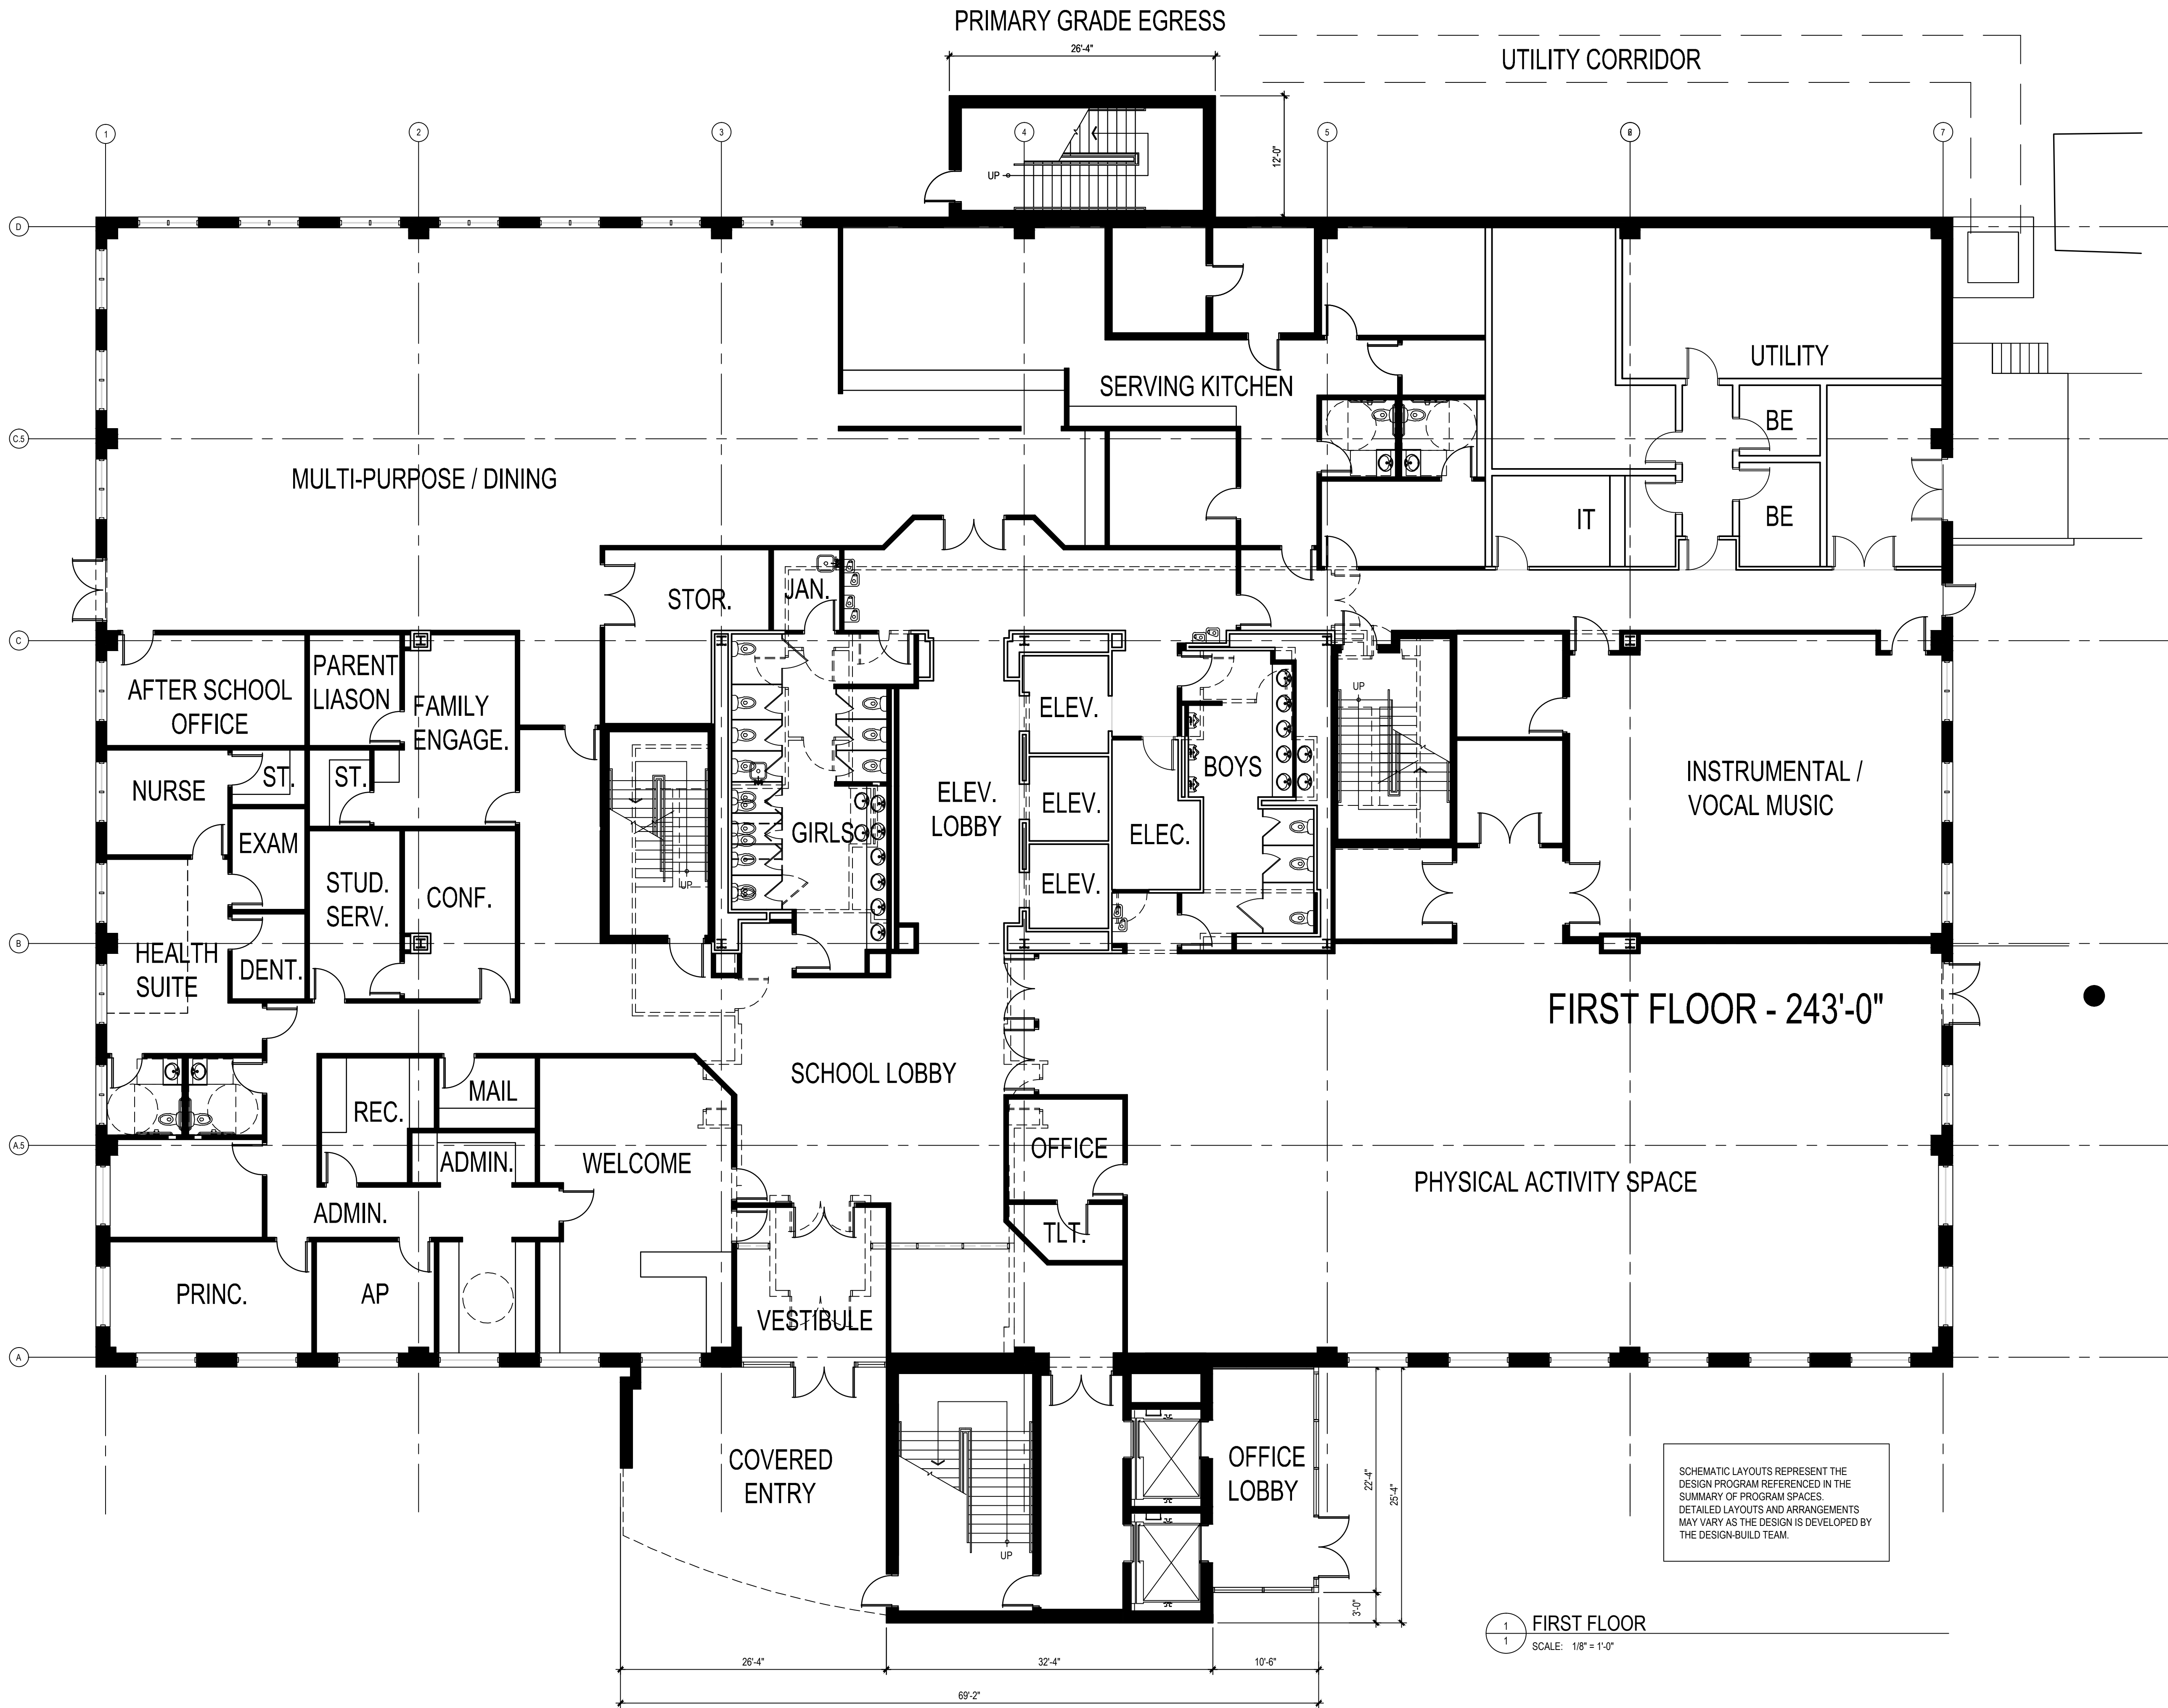 PRIMARY GRADE EGRESS
26'-4"
UTILITY CORRIDOR
12'-0"
1
2
3
4
5
7
UP
D
UTILITY
SERVING KITCHEN
BE
C.5
MULTI-PURPOSE / DINING
IT
BE
STOR.
JAN.
C
PARENT
LIASON
AFTER SCHOOL
OFFICE
FAMILY
ENGAGE.
ELEV.
UP
NURSE
ST.
ST.
BOYS
INSTRUMENTAL /
VOCAL MUSIC
ELEV.
LOBBY
ELEV.
GIRLS
ELEC.
EXAM
STUD.
SERV.
CONF.
ELEV.
UP
B
HEALTH
SUITE
DENT.
FIRST FLOOR - 243'-0"
SCHOOL LOBBY
MAIL
REC.
A.5
OFFICE
ADMIN.
WELCOME
PHYSICAL ACTIVITY SPACE
ADMIN.
TLT.
PRINC.
AP
VESTIBULE
A
COVERED
ENTRY
OFFICE
LOBBY
22'-4"
25'-4"
UP
3'-0"
SCHEMATIC LAYOUTS REPRESENT THE
DESIGN PROGRAM REFERENCED IN THE
SUMMARY OF PROGRAM SPACES.
DETAILED LAYOUTS AND ARRANGEMENTS
MAY VARY AS THE DESIGN IS DEVELOPED BY
THE DESIGN-BUILD TEAM.
1
1
FIRST FLOOR
SCALE: 1/8" = 1'-0"
26'-4"
32'-4"
10'-6"
69'-2"